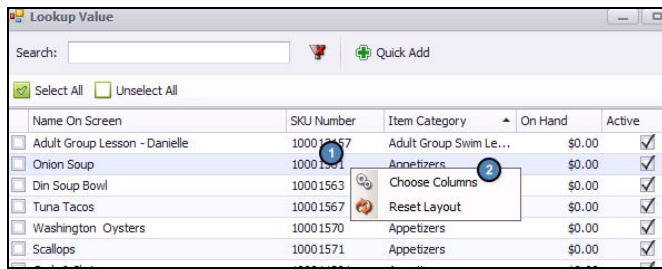 Lookup Value
Search:
Quick Add
Select All Unselect All
Name On Screen SKU Number Item Category On Hand Active
Adult Group Lesson - Danielle Adult Group Swim Le... $0.00
1
Onion Soup Appetizers $0.00
2
Din Soup Bowl 10001563 Choose Columns $0.00
Tuna Tacos 10001567 Reset Layout $0.00
Washington Oysters 10001570 Appetizers $0.00
Scallops 10001571 Appetizers $0.00